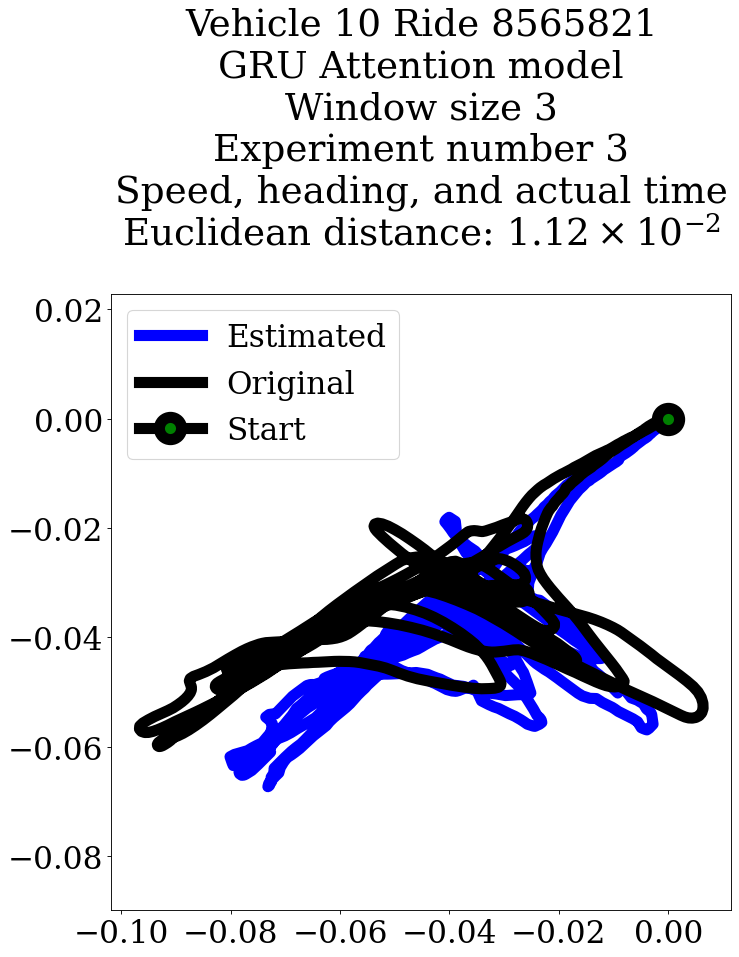 Vehicle 10 Ride 8565821
GRU Attention model
Window size 3
Experiment number 3
Speed, heading, and actual time
Euclidean distance: 1.12 × 10⁻²
Estimated
Original
Start
0.02
0.00
−0.02
−0.04
−0.06
−0.08
−0.10 −0.08 −0.06 −0.04 −0.02 0.00